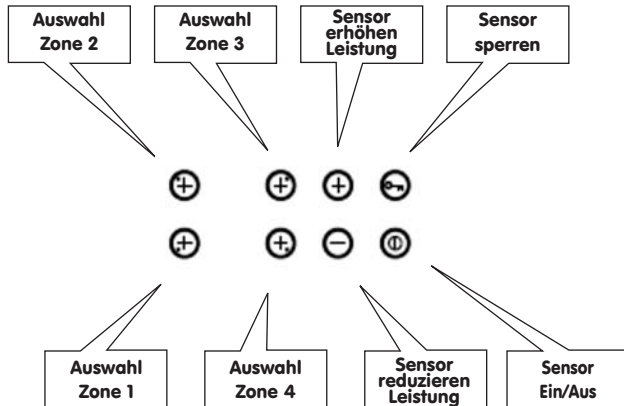 Auswahl
Zone 2
Auswahl
Zone 3
Sensor
erhöhen
Leistung
Sensor
sperren
Auswahl
Zone 1
Auswahl
Zone 4
Sensor
reduzieren
Leistung
Sensor
Ein/Aus